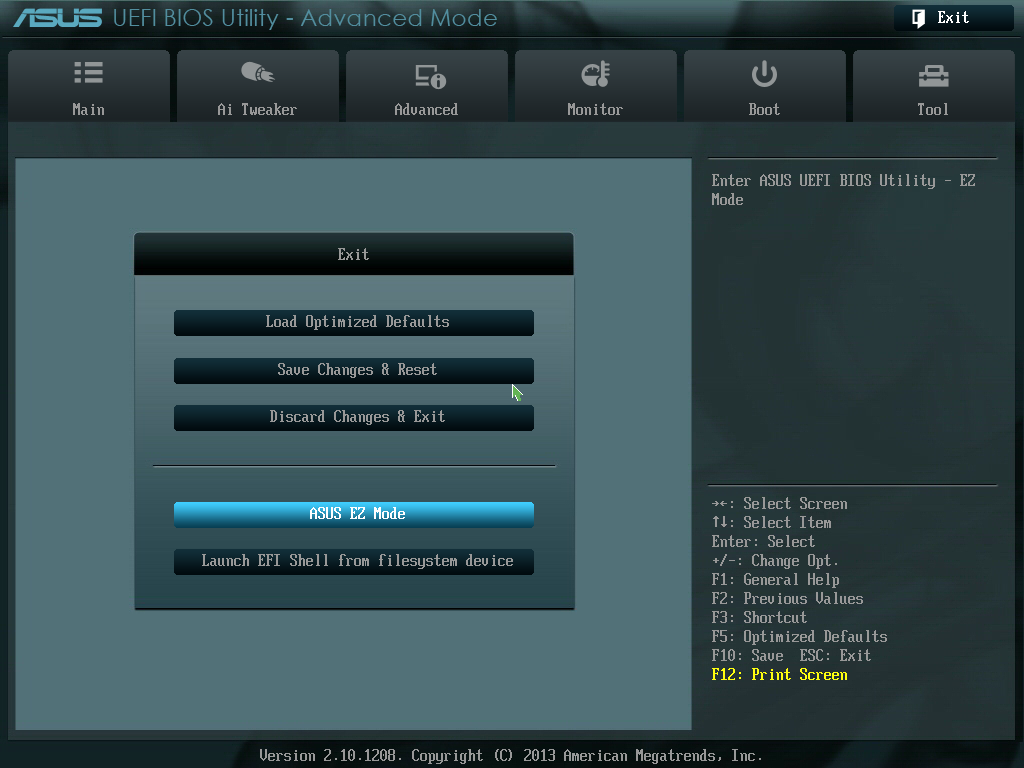 ASUS UEFI BIOS Utility - Advanced Mode
Exit
Main
Ai Tweaker
Advanced
Monitor
Boot
Tool
Exit
Load Optimized Defaults
Save Changes & Reset
Discard Changes & Exit
ASUS EZ Mode
Launch EFI Shell from filesystem device
Enter ASUS UEFI BIOS Utility - EZ
Mode
→←: Select Screen
↑↓: Select Item
Enter: Select
+/-: Change Opt.
F1: General Help
F2: Previous Values
F3: Shortcut
F5: Optimized Defaults
F10: Save  ESC: Exit
F12: Print Screen
Version 2.10.1208. Copyright (C) 2013 American Megatrends, Inc.